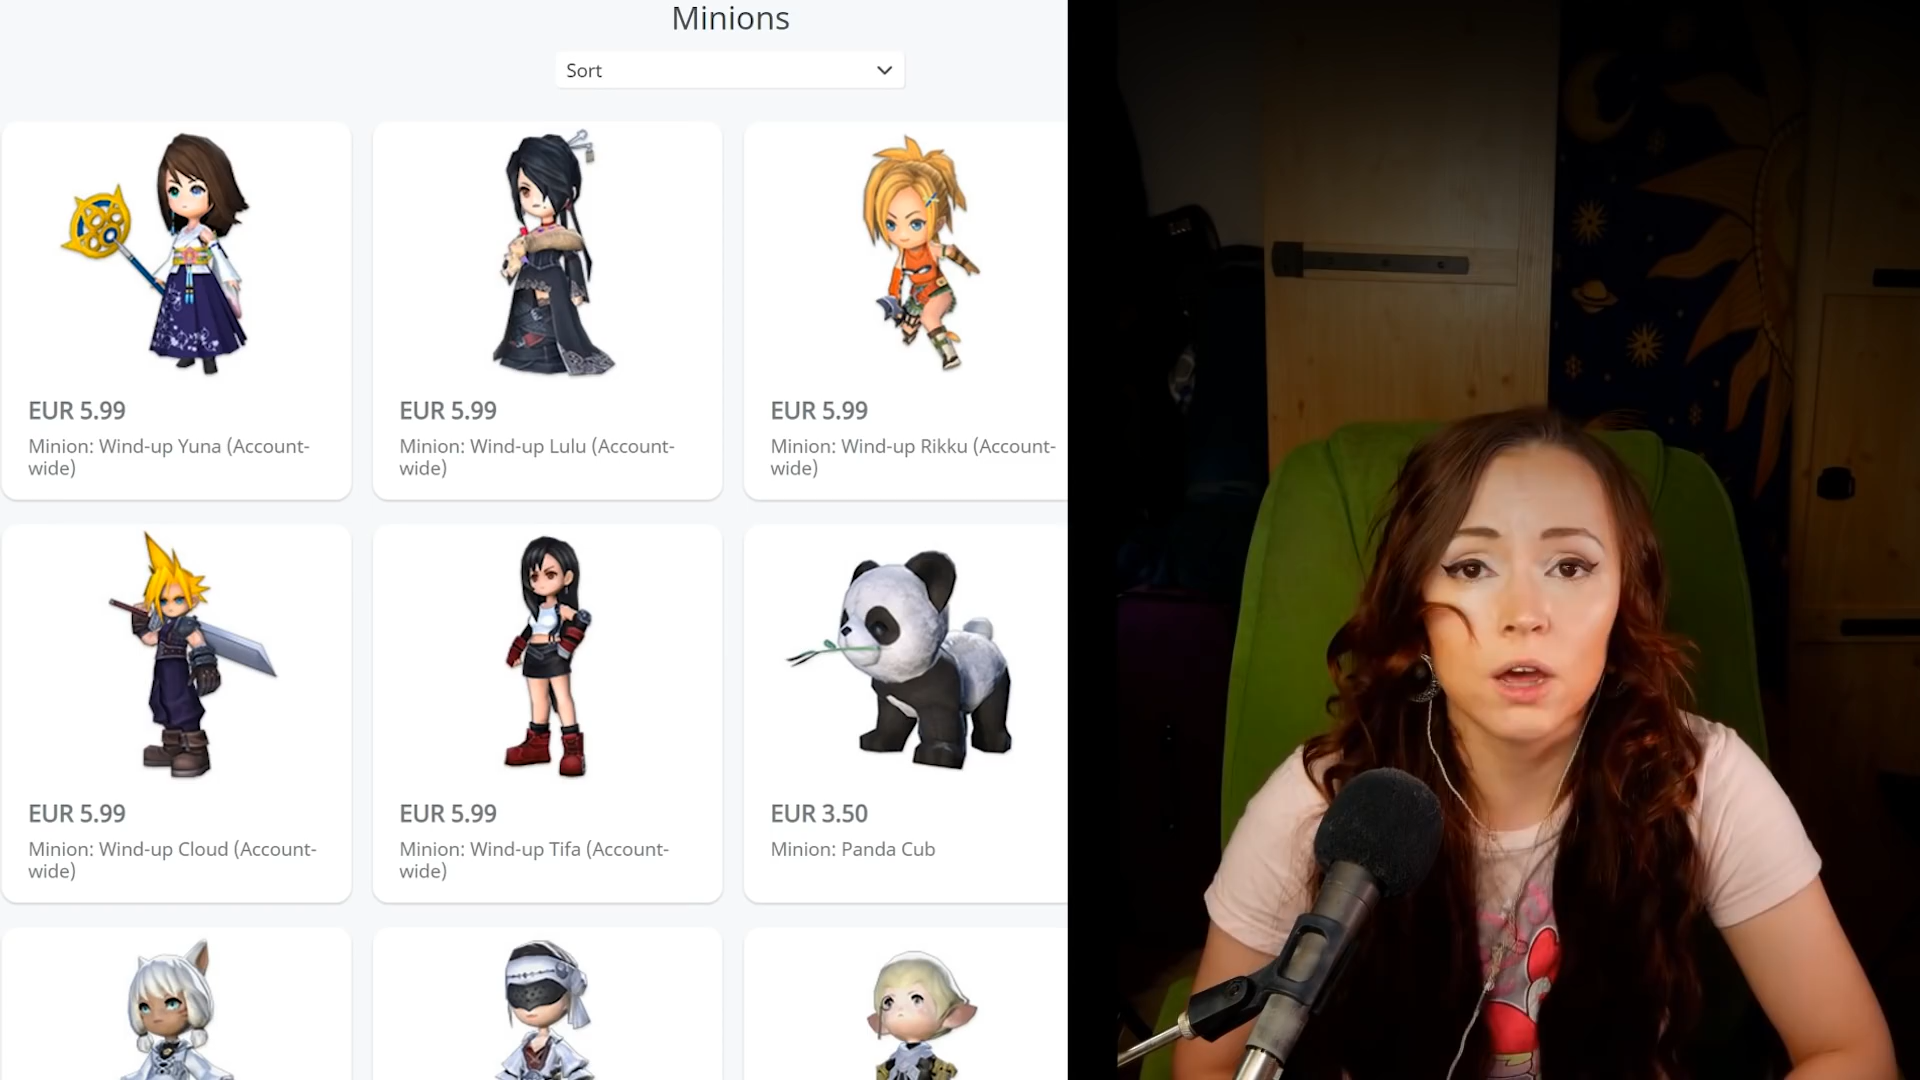 Minions
Sort
EUR 5.99
Minion: Wind-up Yuna (Account-
wide)
EUR 5.99
Minion: Wind-up Lulu (Account-
wide)
EUR 5.99
Minion: Wind-up Rikku (Account-
wide)
EUR 5.99
Minion: Wind-up Cloud (Account-
wide)
EUR 5.99
Minion: Wind-up Tifa (Account-
wide)
EUR 3.50
Minion: Panda Cub